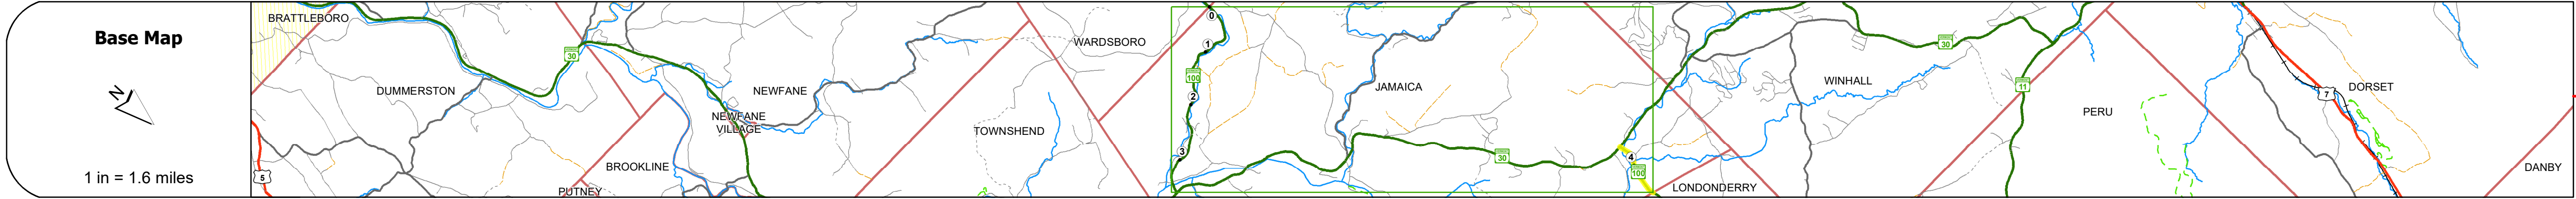 Base Map
N
1 in = 1.6 miles
BRATTLEBORO
DUMMERSTON
5
30
PUTNEY
BROOKLINE
NEWFANE
NEWFANE
VILLAGE
TOWNSHEND
WARDSBORO
0
1
100
2
3
JAMAICA
30
4
100
LONDONDERRY
WINHALL
30
11
PERU
7
DORSET
DANBY